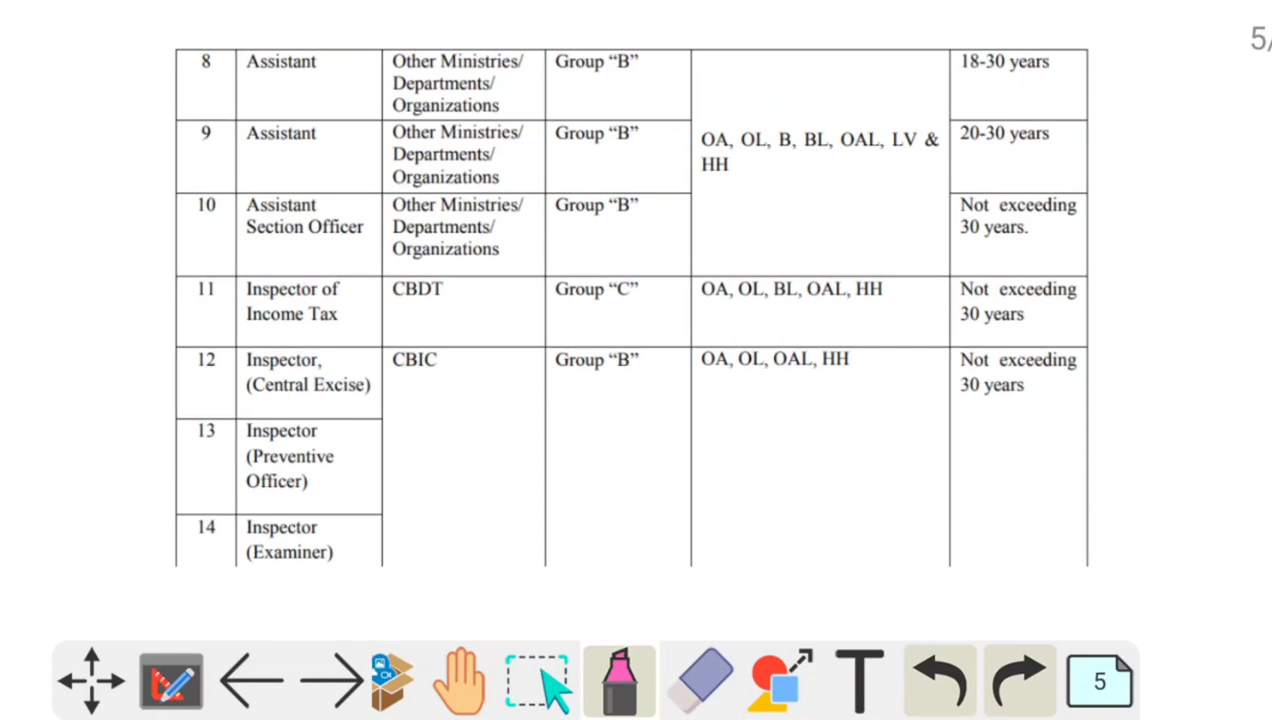 5/
8 Assistant Other Ministries/ Group “B” 18-30 years
Departments/
Organizations
9 Assistant Other Ministries/ Group “B” OA, OL, B, BL, OAL, LV & 20-30 years
Departments/ HH
Organizations
10 Assistant Other Ministries/ Group “B” Not exceeding
Section Officer Departments/ 30 years.
Organizations
11 Inspector of CBDT Group “C” OA, OL, BL, OAL, HH Not exceeding
Income Tax 30 years
12 Inspector, CBIC Group “B” OA, OL, OAL, HH Not exceeding
(Central Excise) 30 years
13 Inspector
(Preventive
Officer)
14 Inspector
(Examiner)
T 5